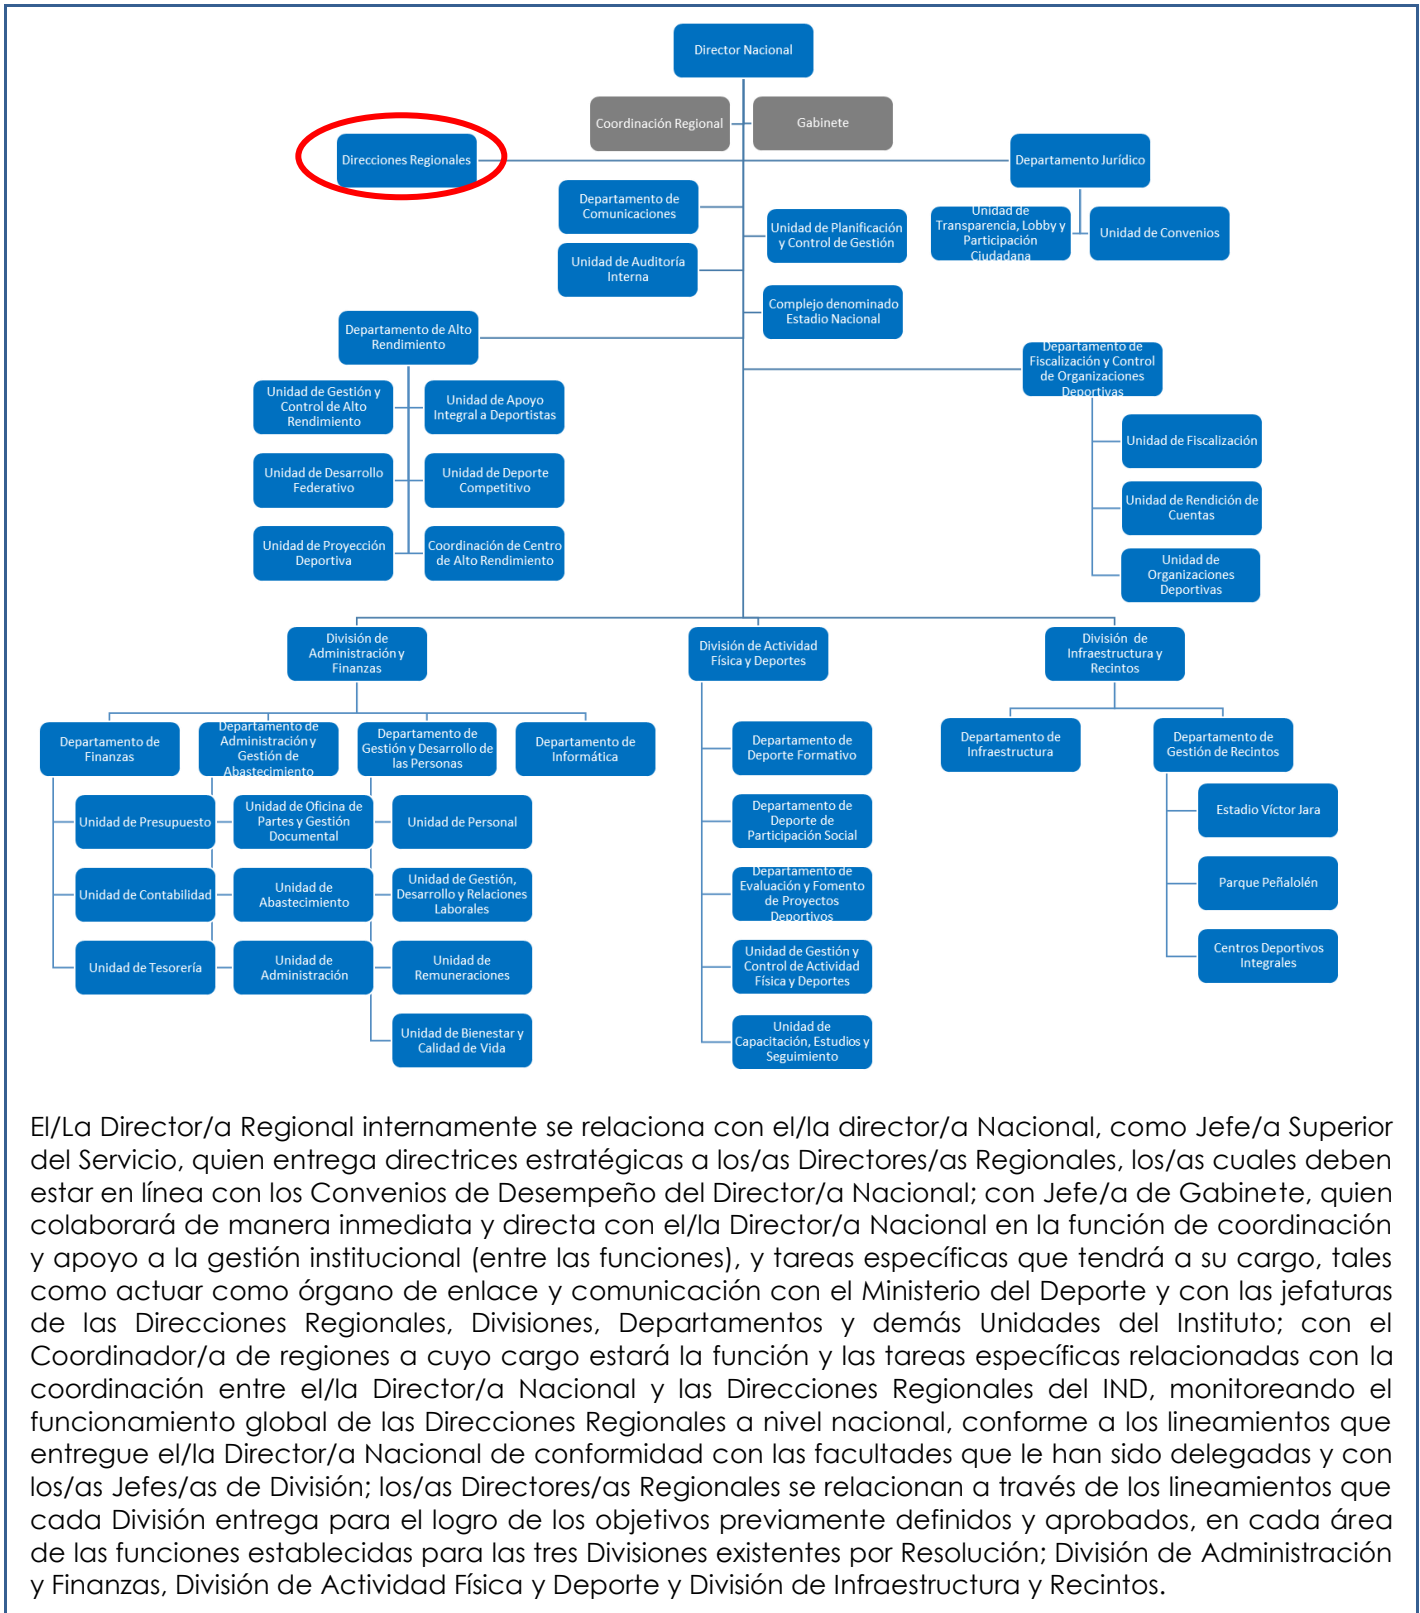 Director Nacional
Coordinación Regional
Gabinete
Direcciones Regionales
Departamento Jurídico
Departamento de
Comunicaciones
Unidad de Planificación
y Control de Gestión
Unidad de
Transparencia, Lobby y
Participación
Ciudadana
Unidad de Convenios
Unidad de Auditoría
Interna
Complejo denominado
Estadio Nacional
Departamento de Alto
Rendimiento
Departamento de
Fiscalización y Control
de Organizaciones
Deportivas
Unidad de Gestión y
Control de Alto
Rendimiento
Unidad de Apoyo
Integral a Deportistas
Unidad de Fiscalización
Unidad de Desarrollo
Federativo
Unidad de Deporte
Competitivo
Unidad de Rendición de
Cuentas
Unidad de Proyección
Deportiva
Coordinación de Centro
de Alto Rendimiento
Unidad de
Organizaciones
Deportivas
División de
Administración y
Finanzas
División de Actividad
Física y Deportes
División de
Infraestructura y
Recintos
Departamento de
Finanzas
Departamento de
Administración y
Gestión de
Abastecimiento
Departamento de
Gestión y Desarrollo de
las Personas
Departamento de
Informática
Departamento de
Deporte Formativo
Departamento de
Infraestructura
Departamento de
Gestión de Recintos
Unidad de Presupuesto
Unidad de Oficina de
Partes y Gestión
Documental
Unidad de Personal
Departamento de
Deporte de
Participación Social
Estadio Víctor Jara
Unidad de Contabilidad
Unidad de
Abastecimiento
Unidad de Gestión,
Desarrollo y Relaciones
Laborales
Departamento de
Evaluación y Fomento
de Proyectos
Deportivos
Parque Peñalolén
Unidad de Tesorería
Unidad de
Administración
Unidad de
Remuneraciones
Unidad de Gestión y
Control de Actividad
Física y Deportes
Centros Deportivos
Integrales
Unidad de Bienestar y
Calidad de Vida
Unidad de
Capacitación, Estudios y
Seguimiento
El/La Director/a Regional internamente se relaciona con el/la director/a Nacional, como Jefe/a Superior
del Servicio, quien entrega directrices estratégicas a los/as Directores/as Regionales, los/as cuales deben
estar en línea con los Convenios de Desempeño del Director/a Nacional; con Jefe/a de Gabinete, quien
colaborará de manera inmediata y directa con el/la Director/a Nacional en la función de coordinación
y apoyo a la gestión institucional (entre las funciones), y tareas específicas que tendrá a su cargo, tales
como actuar como órgano de enlace y comunicación con el Ministerio del Deporte y con las jefaturas
de las Direcciones Regionales, Divisiones, Departamentos y demás Unidades del Instituto; con el
Coordinador/a de regiones a cuyo cargo estará la función y las tareas específicas relacionadas con la
coordinación entre el/la Director/a Nacional y las Direcciones Regionales del IND, monitoreando el
funcionamiento global de las Direcciones Regionales a nivel nacional, conforme a los lineamientos que
entregue el/la Director/a Nacional de conformidad con las facultades que le han sido delegadas y con
los/as Jefes/as de División; los/as Directores/as Regionales se relacionan a través de los lineamientos que
cada División entrega para el logro de los objetivos previamente definidos y aprobados, en cada área
de las funciones establecidas para las tres Divisiones existentes por Resolución; División de Administración
y Finanzas, División de Actividad Física y Deporte y División de Infraestructura y Recintos.